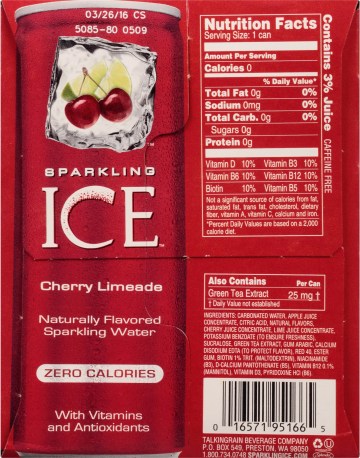 03/26/16 CS
5085-80 0509
SPARKLING
ICE
Cherry Limeade
Naturally Flavored
Sparkling Water
ZERO CALORIES
With Vitamins
and Antioxidants
Nutrition Facts
Serving Size: 1 can
Amount Per Serving
Calories 0
% Daily Value*
Total Fat 0g 0%
Sodium 0mg 0%
Total Carb. 0g 0%
Sugars 0g
Protein 0g
Vitamin D 10% Vitamin B3 10%
Vitamin B6 10% Vitamin B12 10%
Biotin 10% Vitamin B5 10%
Not a significant source of calories from fat,
saturated fat, trans fat, cholesterol, dietary
fiber, vitamin A, vitamin C, calcium and iron.
*Percent Daily Values are based on a 2,000
calorie diet.
Contains 3% Juice
CAFFEINE FREE
Also Contains Per Can
Green Tea Extract 25 mg †
† Daily Value not established
INGREDIENTS: CARBONATED WATER, APPLE JUICE
CONCENTRATE, CITRIC ACID, NATURAL FLAVORS,
CHERRY JUICE CONCENTRATE, LIME JUICE CONCENTRATE,
POTASSIUM BENZOATE (TO ENSURE FRESHNESS),
SUCRALOSE, GREEN TEA EXTRACT, GUM ARABIC, CALCIUM
DISODIUM EDTA (TO PROTECT FLAVOR), RED 40, ESTER
GUM, BIOTIN 1% TRIT. (MALTODEXTRIN), NIACINAMIDE
(B3), D-CALCIUM PANTOTHENATE (B5), VITAMIN B12 0.1%
(MANNITOL), VITAMIN D3, PYRIDOXINE HCl (B6).
0 16571 95166 5
TALKINGRAIN BEVERAGE COMPANY
P.O. BOX 549, PRESTON, WA 98050
1.800.734.0748 SPARKLINGICE.COM